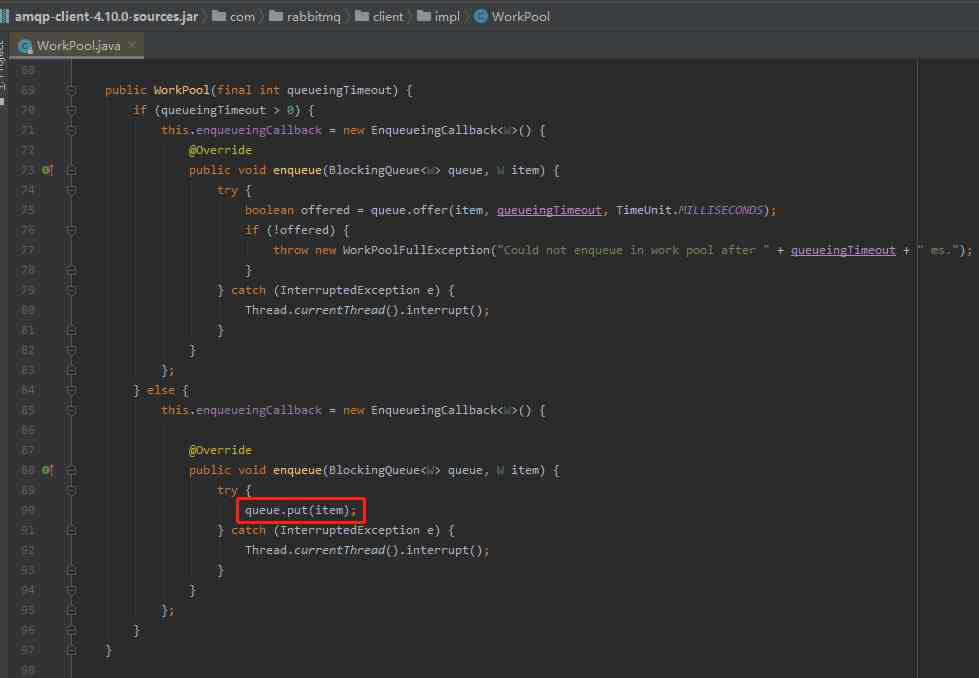 amqp-client-4.10.0-sources.jar com rabbitmq client impl WorkPool
WorkPool.java
68
69 public WorkPool(final int queueingTimeout) {
70 if (queueingTimeout > 0) {
71 this.enqueueingCallback = new EnqueueingCallback<W>() {
72 @Override
73 public void enqueue(BlockingQueue<W> queue, W item) {
74 try {
75 boolean offered = queue.offer(item, queueingTimeout, TimeUnit.MILLISECONDS);
76 if (!offered) {
77 throw new WorkPoolFullException("Could not enqueue in work pool after " + queueingTimeout + " ms.");
78 }
79 } catch (InterruptedException e) {
80 Thread.currentThread().interrupt();
81 }
82 }
83 };
84 } else {
85 this.enqueueingCallback = new EnqueueingCallback<W>() {
86
87 @Override
88 public void enqueue(BlockingQueue<W> queue, W item) {
89 try {
90 queue.put(item);
91 } catch (InterruptedException e) {
92 Thread.currentThread().interrupt();
93 }
94 }
95 };
96 }
97 }
98